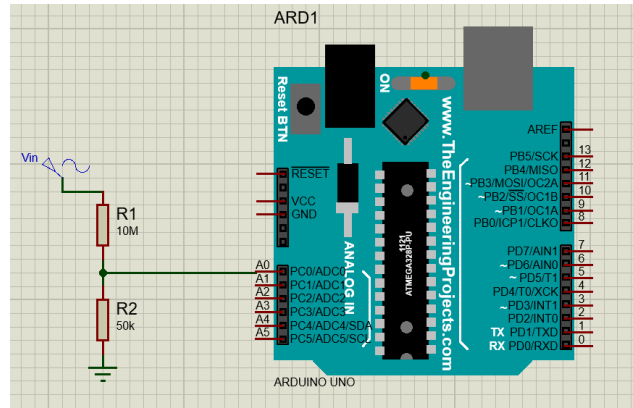 ARD1
Reset BTN
ON
www.TheEngineeringProjects.com
Vin
R1
10M
R2
50k
RESET
VCC
GND
ANALOG IN
A0 PC0/ADC0
A1 PC1/ADC1
A2 PC2/ADC2
A3 PC3/ADC3
A4 PC4/ADC4/SDA
A5 PC5/ADC5/SCL
1121
ATMEGA328P-PU
AREF
PB5/SCK 13
PB4/MISO 12
~PB3/MOSI/OC2A 11
~PB2/SS/OC1B 10
~PB1/OC1A 9
PB0/ICP1/CLKO 8
PD7/AIN1 7
~PD6/AIN0 6
~PD5/T1 5
PD4/T0/XCK 4
~PD3/INT1 3
PD2/INT0 2
TX PD1/TXD 1
RX PD0/RXD 0
ARDUINO UNO